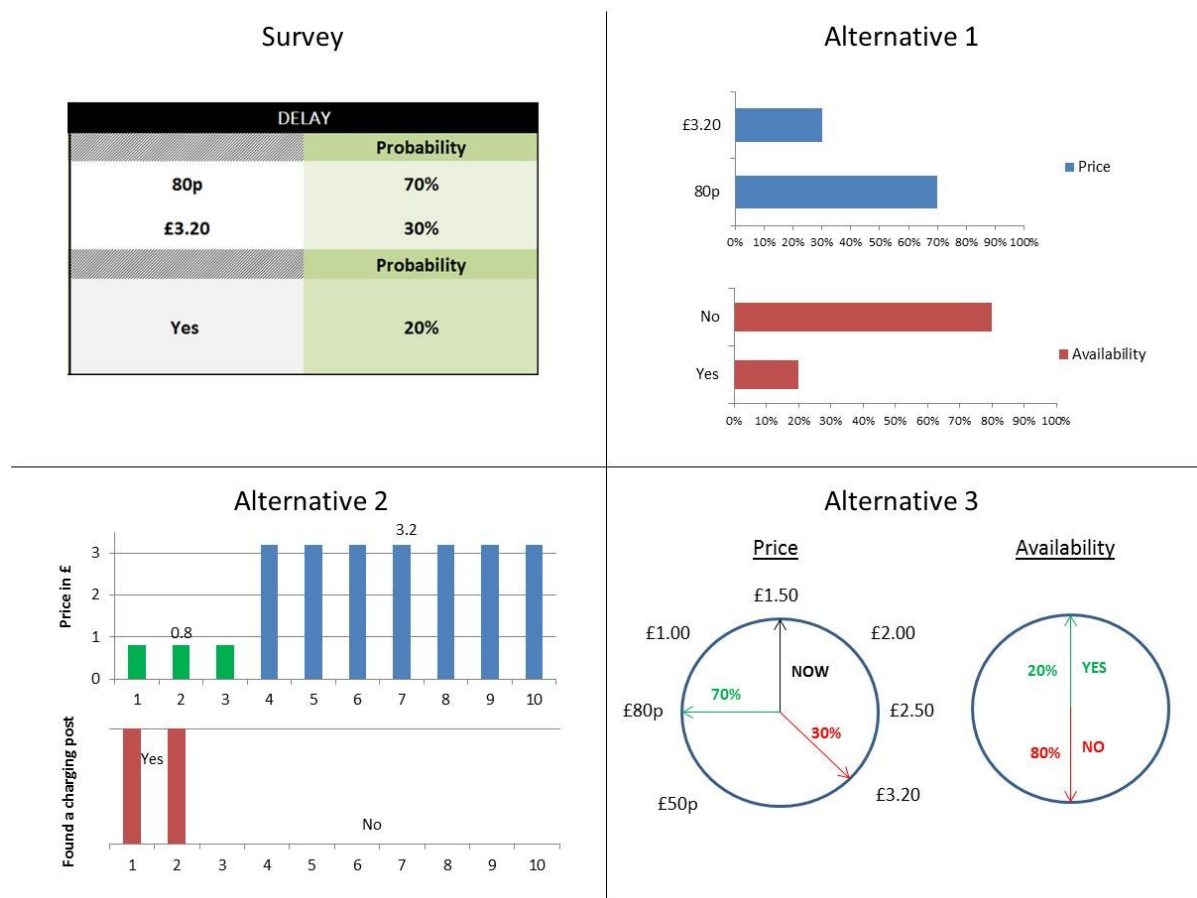 Survey
DELAY
Probability
80p 70%
£3.20 30%
Probability
Yes 20%
Alternative 1
£3.20
80p
0% 10% 20% 30% 40% 50% 60% 70% 80% 90% 100%
Price
No
Yes
0% 10% 20% 30% 40% 50% 60% 70% 80% 90% 100%
Availability
Alternative 2
Price in £
3
2
1
0
0.8
3.2
1 2 3 4 5 6 7 8 9 10
Found a charging post
Yes
No
1 2 3 4 5 6 7 8 9 10
Alternative 3
Price
£1.50
£1.00
£2.00
NOW
70%
£80p
£2.50
30%
£50p
£3.20
Availability
20% YES
80% NO